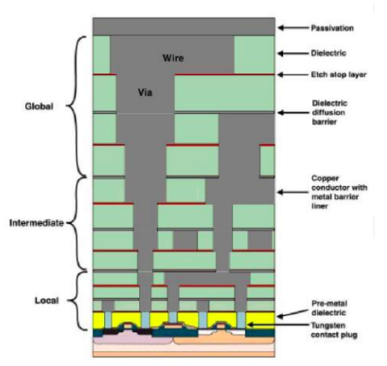 Passivation
Wire
Dielectric
Etch stop layer
Via
Global
Dielectric
diffusion
barrier
Copper
conductor with
metal barrier
liner
Intermediate
Local
Pre-metal
dielectric
Tungsten
contact plug